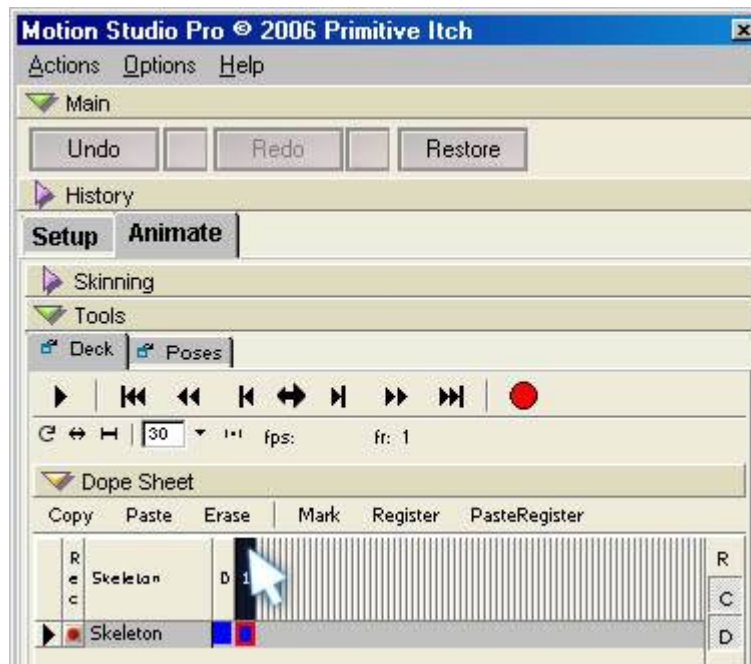 Motion Studio Pro © 2006 Primitive Itch
Actions Options Help
Main
Undo Redo Restore
History
Setup Animate
Skinning
Tools
Deck Poses
30 fps: fr: 1
Dope Sheet
Copy Paste Erase Mark Register PasteRegister
Rec Skeleton D 1 R
C
Skeleton D